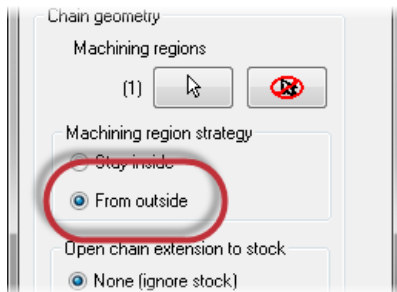 Chain geometry
Machining regions
(1)
Machining region strategy
Stay inside
From outside
Open chain extension to stock
None (ignore stock)